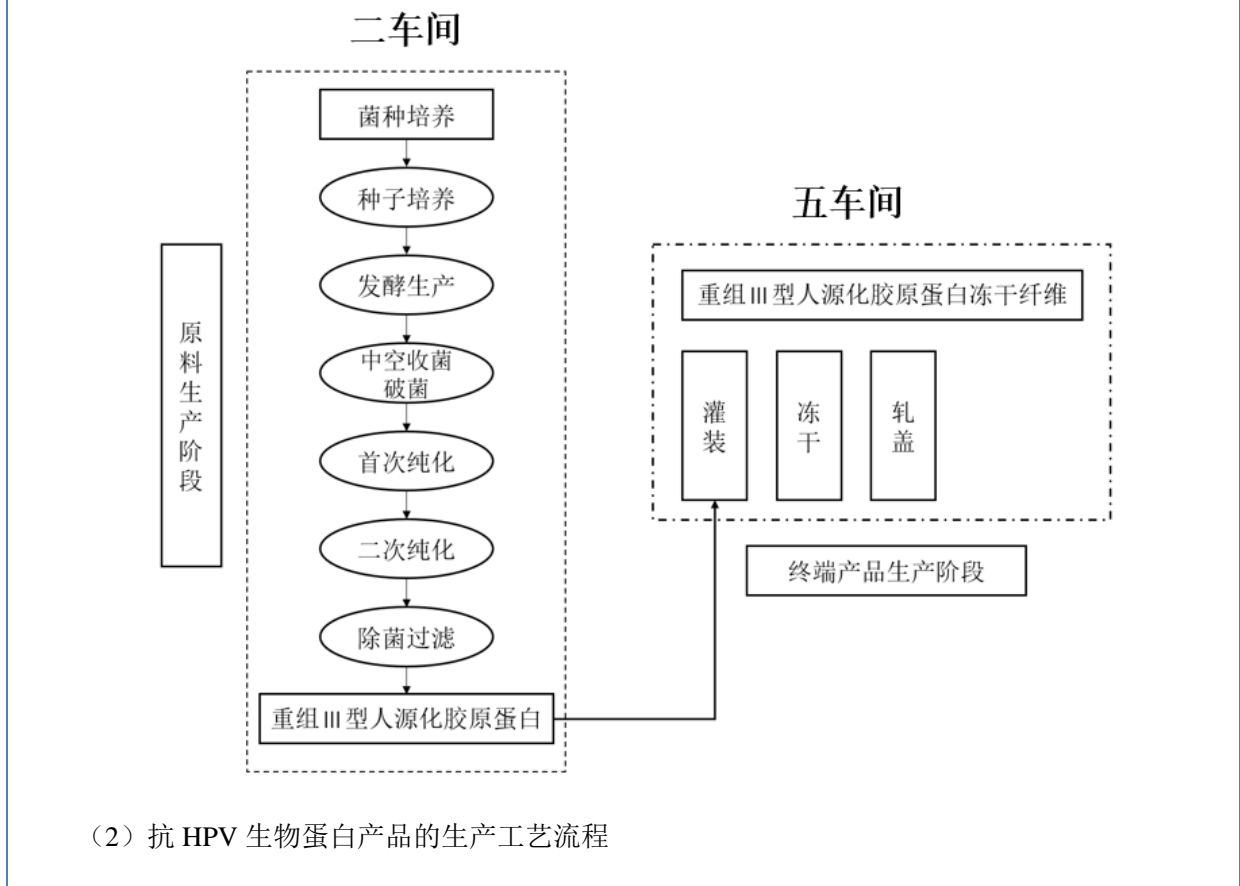 二车间
菌种培养
种子培养
发酵生产
中空收菌
破菌
首次纯化
二次纯化
除菌过滤
重组Ⅲ型人源化胶原蛋白
原料生产阶段
五车间
重组Ⅲ型人源化胶原蛋白冻干纤维
灌装
冻干
轧盖
终端产品生产阶段
（2）抗 HPV 生物蛋白产品的生产工艺流程